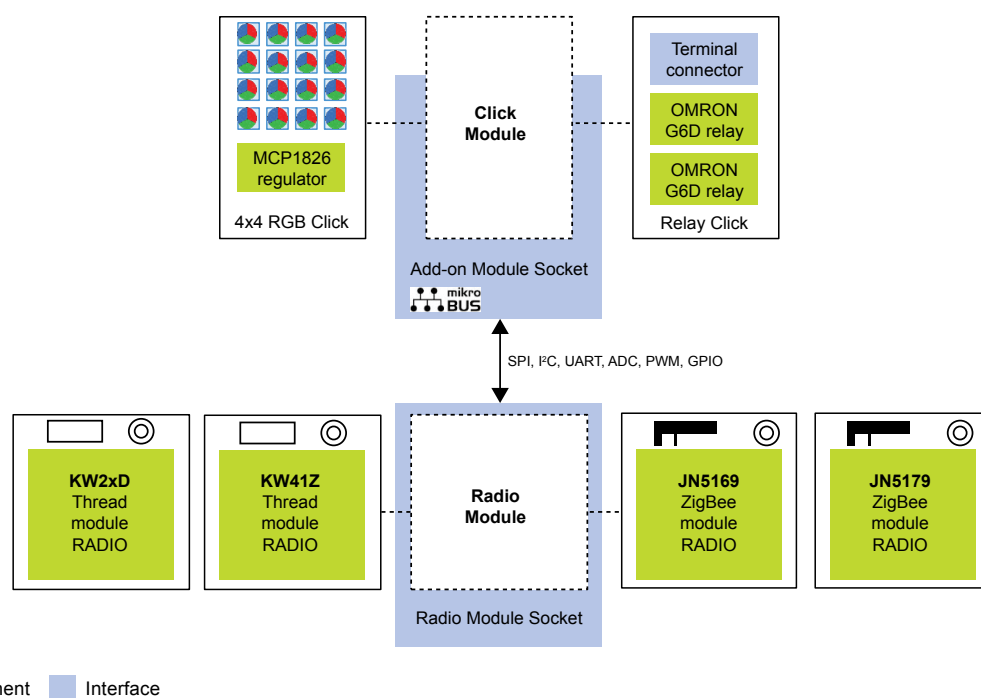 Terminal
connector
OMRON
G6D relay
OMRON
G6D relay
Relay Click
MCP1826
regulator
4x4 RGB Click
Click
Module
Add-on Module Socket
mikro
BUS
SPI, I²C, UART, ADC, PWM, GPIO
KW2xD
Thread
module
RADIO
KW41Z
Thread
module
RADIO
Radio
Module
Radio Module Socket
JN5169
ZigBee
module
RADIO
JN5179
ZigBee
module
RADIO
Interface